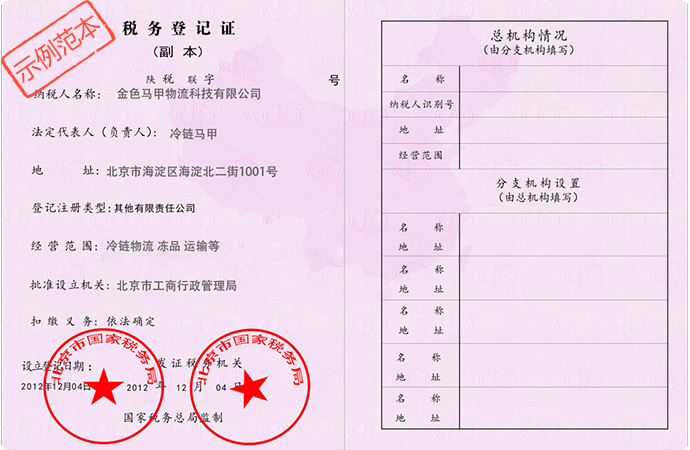 示例范本
税务登记证
(副 本)
陕 税 联 字 号
纳税人名称: 金色马甲物流科技有限公司
法定代表人(负责人): 冷链马甲
地 址: 北京市海淀区海淀北二街1001号
登记注册类型: 其他有限责任公司
经 营 范 围: 冷链物流 冻品 运输等
批准设立机关: 北京市工商行政管理局
扣 缴 义 务: 依法确定
设立登记日期:
2012年12月04日
北京市国家税务局
发证税务机关
2012 年 12 月 04 日
北京市国家税务局
国家税务总局监制
总机构情况
(由分支机构填写)
名 称
纳税人识别号
地 址
经营范围
分支机构设置
(由总机构填写)
名 称
地 址
名 称
地 址
名 称
地 址
名 称
地 址
名 称
地 址